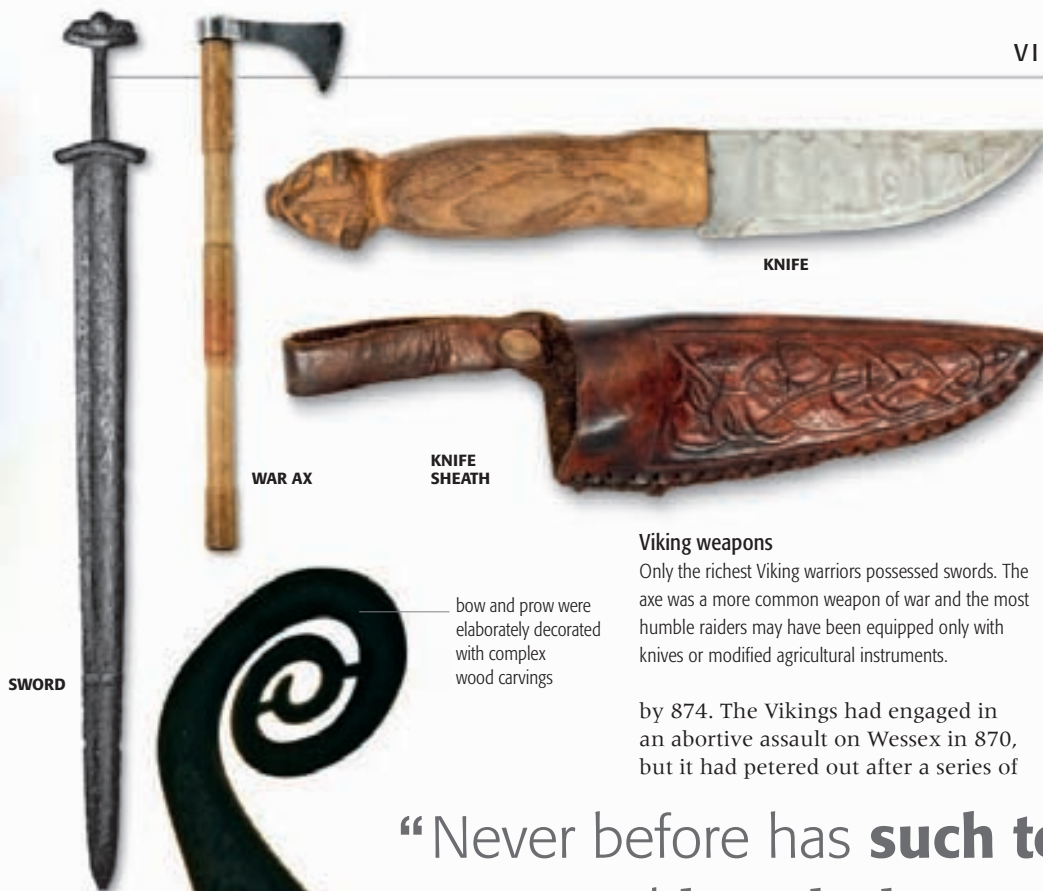 VI
KNIFE
WAR AX
KNIFE
SHEATH
SWORD
bow and prow were
elaborately decorated
with complex
wood carvings
Viking weapons
Only the richest Viking warriors possessed swords. The
axe was a more common weapon of war and the most
humble raiders may have been equipped only with
knives or modified agricultural instruments.
by 874. The Vikings had engaged in
an abortive assault on Wessex in 870,
but it had petered out after a series of
“Never before has such